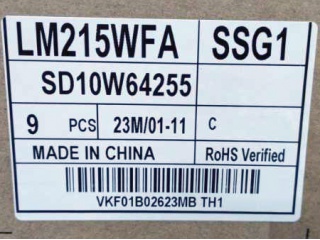 LM215WFA SSG1
SD10W64255
9 PCS 23M/01-11 C
MADE IN CHINA RoHS Verified
VKF01B02623MB TH1